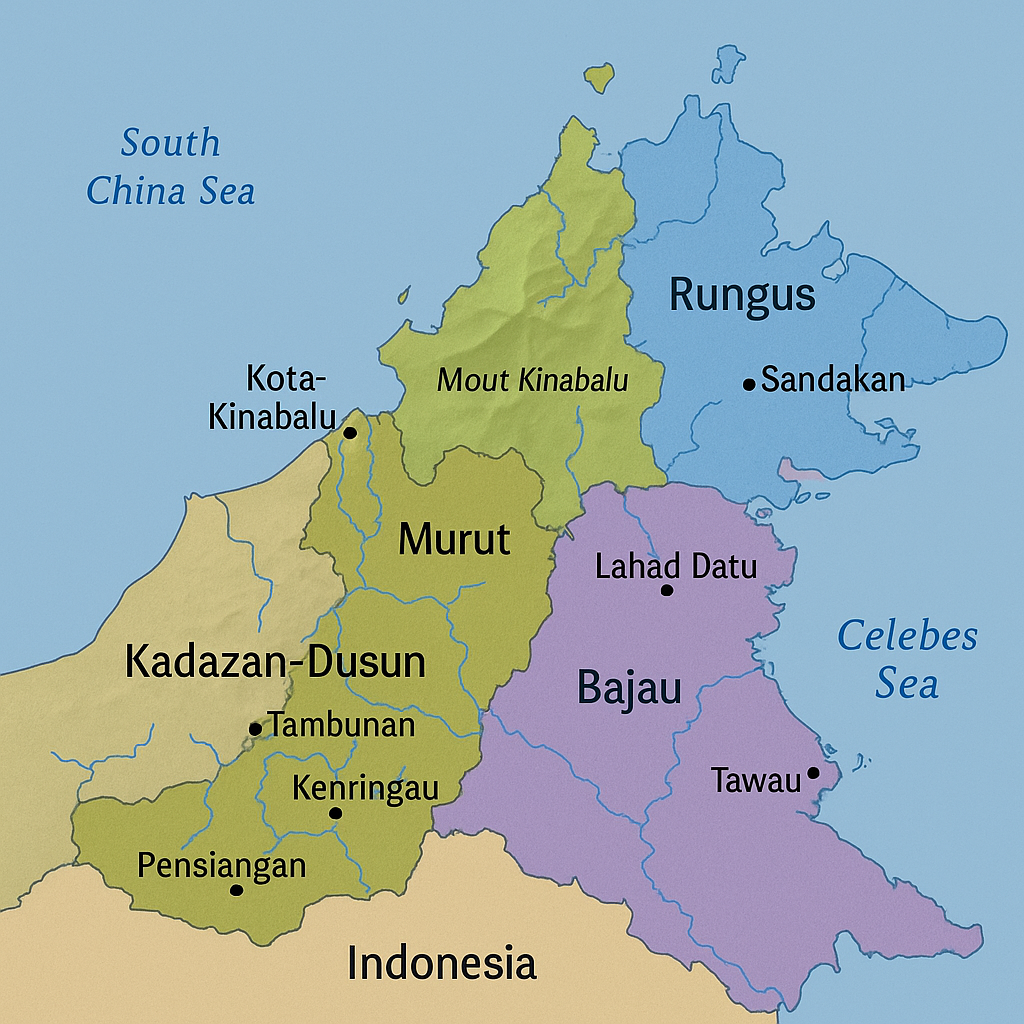 South
China Sea
Rungus
Kota-
Kinabalu
Mout Kinabalu
Sandakan
Murut
Lahad Datu
Celebes
Sea
Kadazan-Dusun
Bajau
Tambunan
Kenringau
Tawau
Pensiangan
Indonesia